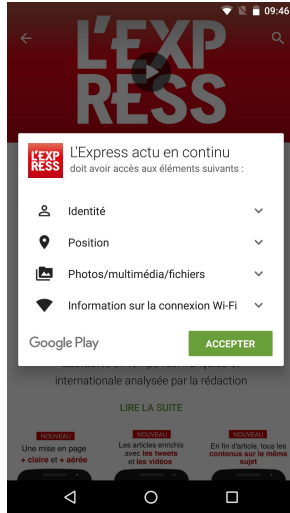 09:46
L'EXP
RESS
L'EXP
RESS
L'Express actu en continu
doit avoir accès aux éléments suivants :
Identité
Position
Photos/multimédia/fichiers
Information sur la connexion Wi-Fi
Google Play
ACCEPTER
internationale analysée par la rédaction
LIRE LA SUITE
NOUVEAU
Une mise en page
+ claire et + aérée
NOUVEAU
Les articles enrichis
avec les tweets
et les vidéos
NOUVEAU
En fin d'article, tous les
contenus sur le même
sujet